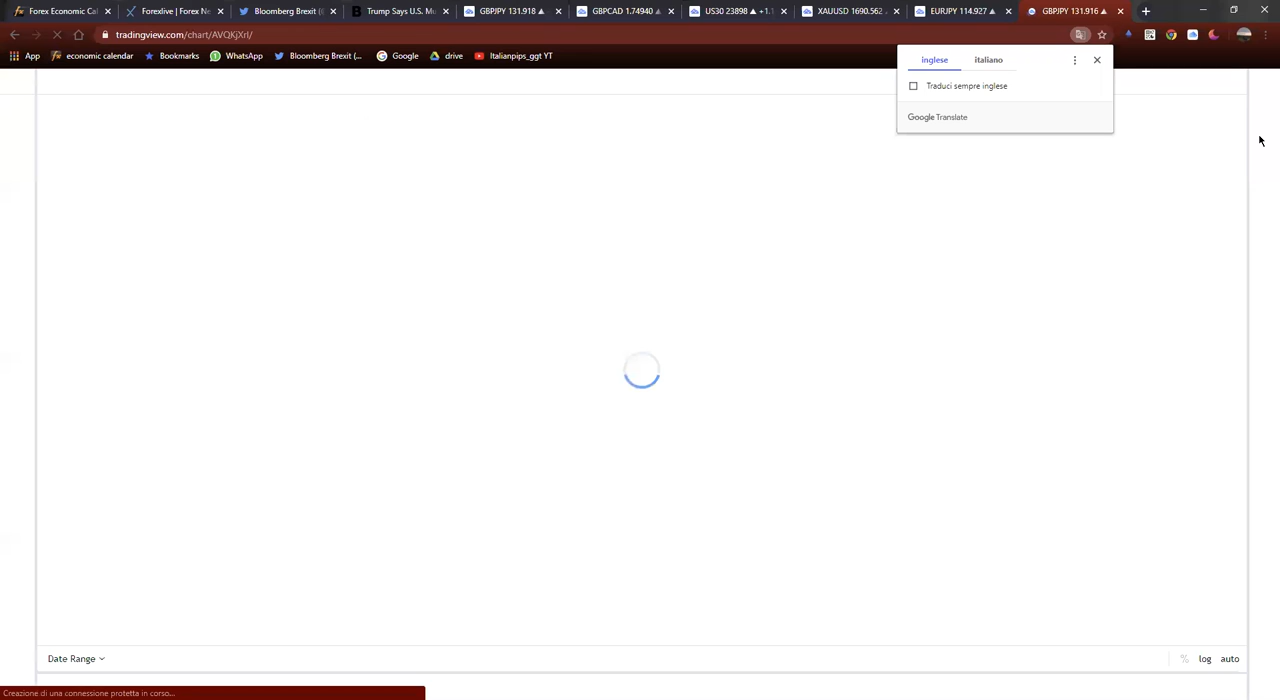 Forex Economic Cal
Forexlive | Forex Ne
Bloomberg Brexit (@
Trump Says U.S. Mu
GBPJPY 131.918 ▲
GBPCAD 1.74940 ▲
US30 23898 ▲ +1.1
XAUUSD 1690.562
EURJPY 114.927 ▲
GBPJPY 131.916 ▲
tradingview.com/chart/AVQKjXrI/
App
economic calendar
Bookmarks
WhatsApp
Bloomberg Brexit (...
Google
drive
Italianpips_ggt YT
inglese
italiano
Traduci sempre inglese
Google Translate
Date Range
% log auto
Creazione di una connessione protetta in corso...